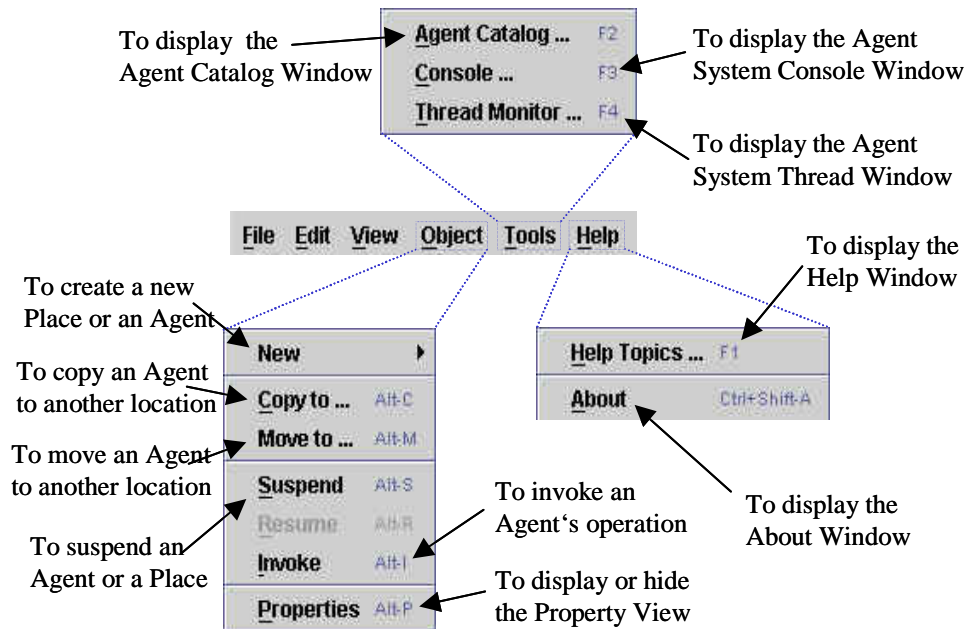 To display the
Agent Catalog Window
Agent Catalog ... F2
Console ... F3
Thread Monitor ... F4
To display the Agent
System Console Window
To display the Agent
System Thread Window
File Edit View Object Tools Help
To display the
Help Window
To create a new
Place or an Agent
To copy an Agent
to another location
To move an Agent
to another location
To suspend an
Agent or a Place
New
Copy to ... Alt-C
Move to ... Alt-M
Suspend Alt-S
Resume Alt-R
Invoke Alt-I
Properties Alt-P
To invoke an
Agent‘s operation
To display or hide
the Property View
Help Topics ... F1
About Ctrl+Shift-A
To display the
About Window